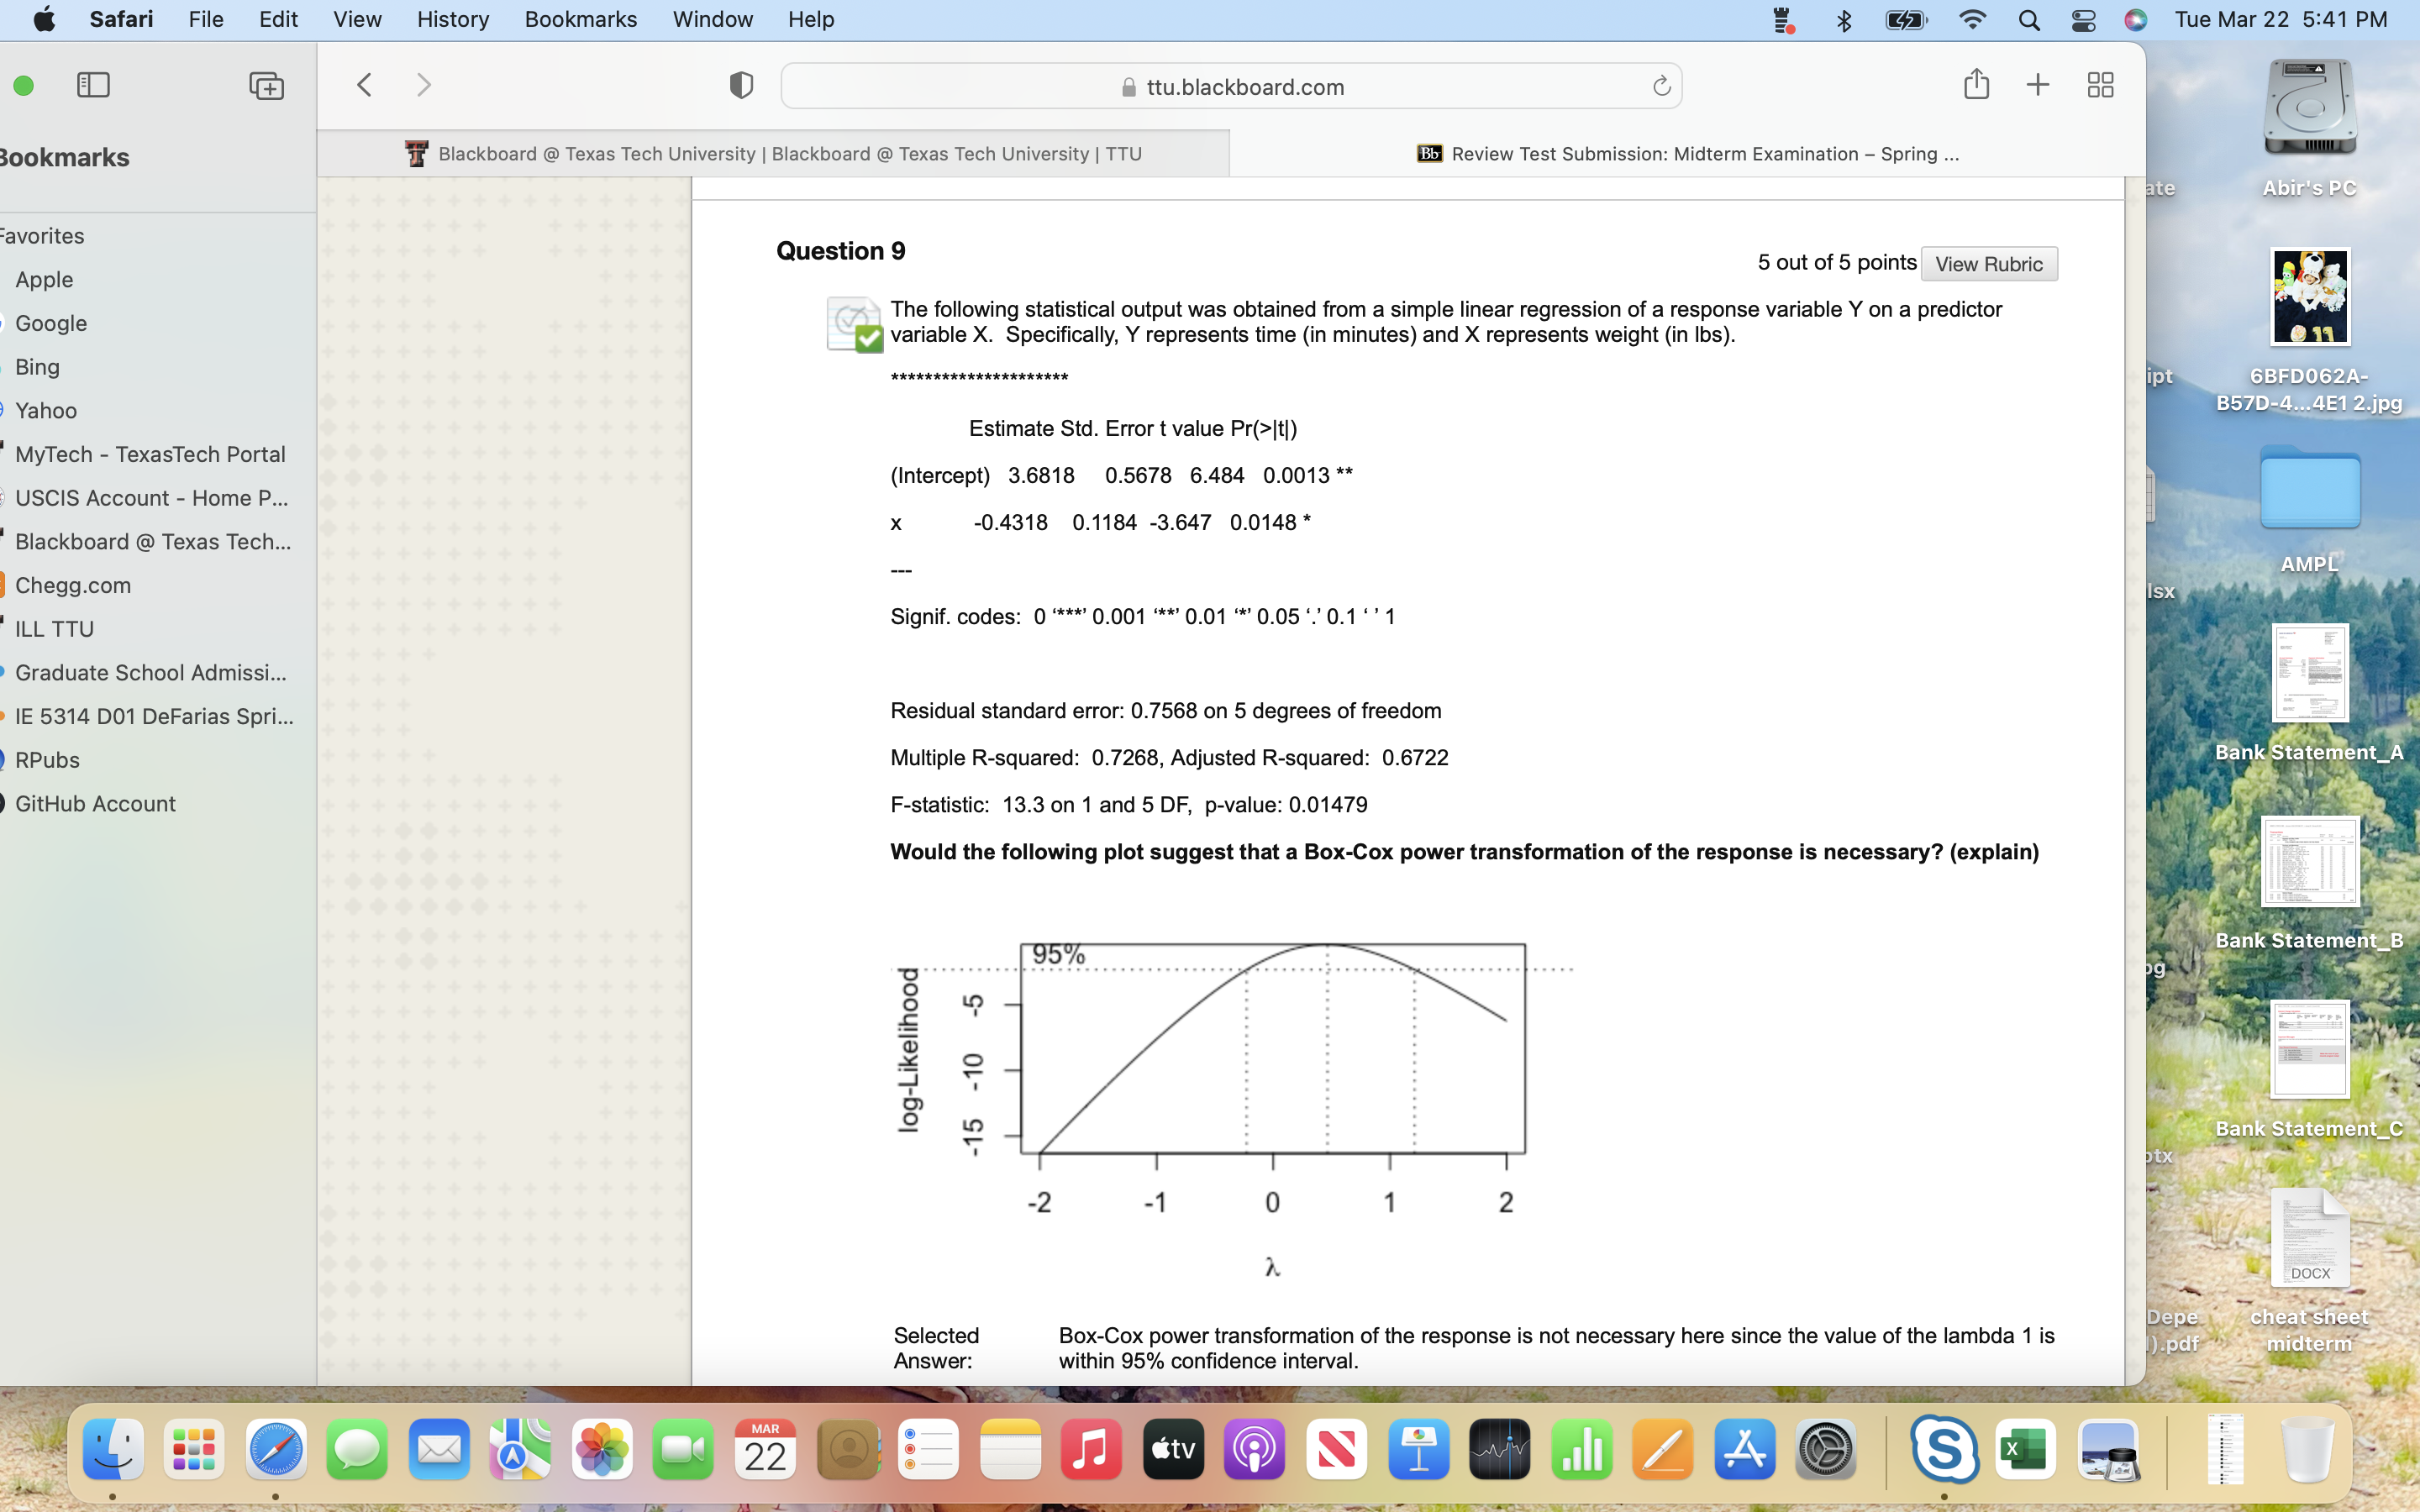 Safari File Edit View History Bookmarks Window Help Tue Mar 22 5:41 PM
ttu.blackboard.com
Blackboard @ Texas Tech University | Blackboard @ Texas Tech University | TTU
Bb Review Test Submission: Midterm Examination – Spring ...
Bookmarks
Favorites
Apple
Google
Bing
Yahoo
MyTech - TexasTech Portal
USCIS Account - Home P...
Blackboard @ Texas Tech...
Chegg.com
ILL TTU
Graduate School Admissi...
IE 5314 D01 DeFarias Spri...
RPubs
GitHub Account
Question 9
5 out of 5 points View Rubric
The following statistical output was obtained from a simple linear regression of a response variable Y on a predictor
variable X. Specifically, Y represents time (in minutes) and X represents weight (in lbs).
*********************
Estimate Std. Error t value Pr(>|t|)
(Intercept) 3.6818 0.5678 6.484 0.0013 **
x -0.4318 0.1184 -3.647 0.0148 *
---
Signif. codes: 0 ‘***’ 0.001 ‘**’ 0.01 ‘*’ 0.05 ‘.’ 0.1 ‘ ’ 1
Residual standard error: 0.7568 on 5 degrees of freedom
Multiple R-squared: 0.7268, Adjusted R-squared: 0.6722
F-statistic: 13.3 on 1 and 5 DF, p-value: 0.01479
Would the following plot suggest that a Box-Cox power transformation of the response is necessary? (explain)
95%
log-Likelihood
-5
-10
-15
-2 -1 0 1 2
λ
Selected
Answer:
Box-Cox power transformation of the response is not necessary here since the value of the lambda 1 is
within 95% confidence interval.
Abir's PC
ate
6BFD062A-
B57D-4...4E1 2.jpg
ipt
AMPL
lsx
Bank Statement_A
Bank Statement_B
pg
Bank Statement_C
ptx
DOCX
cheat sheet
midterm
Depe
).pdf
MAR
22
tv